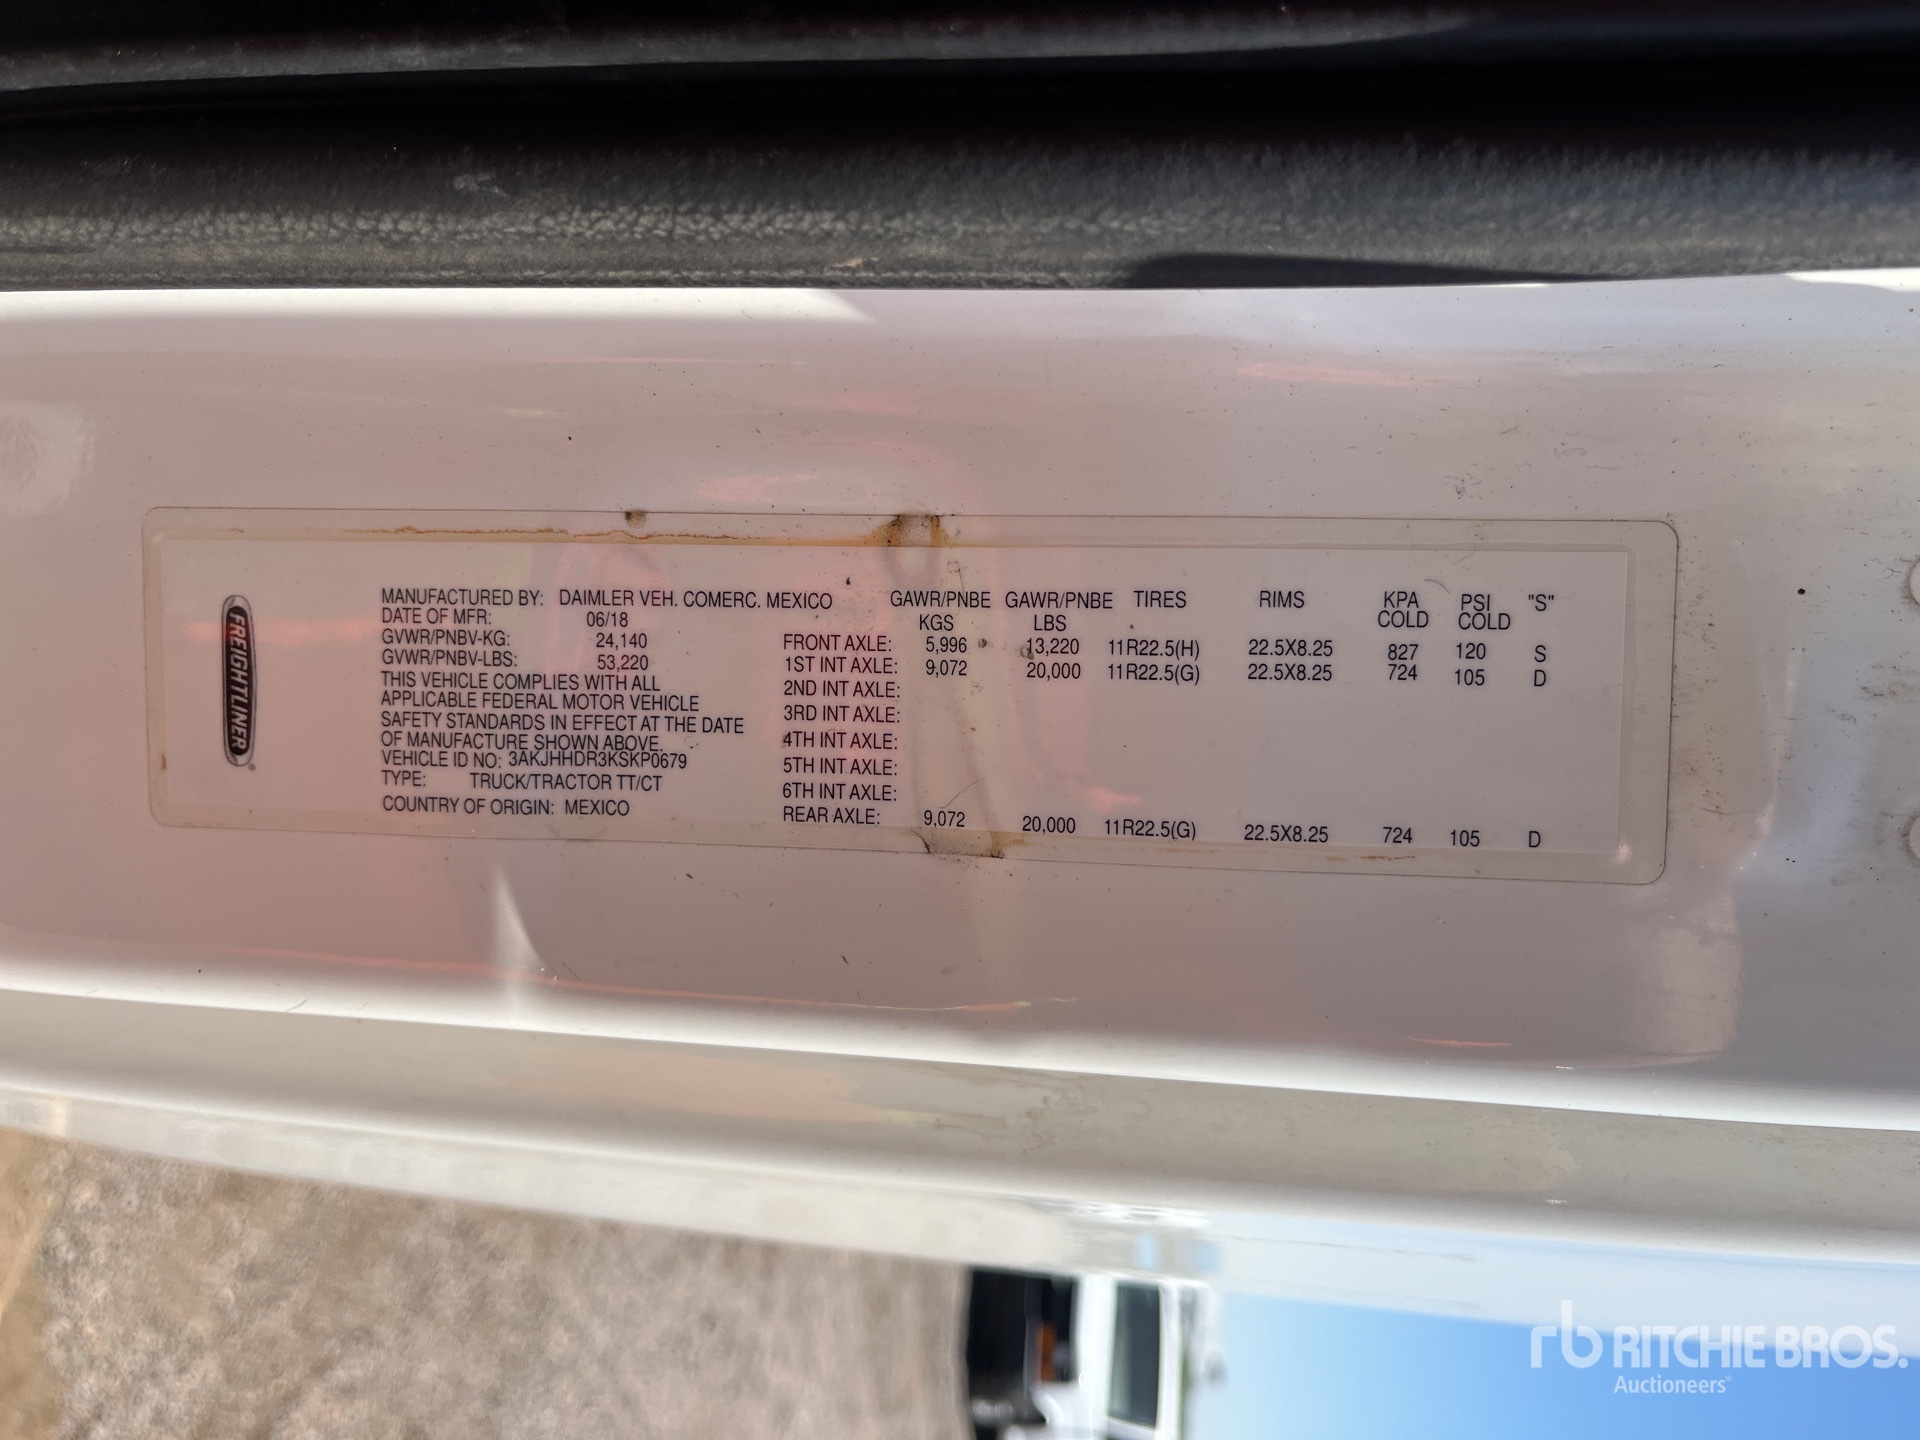 FREIGHTLINER
MANUFACTURED BY: DAIMLER VEH. COMERC. MEXICO
DATE OF MFR: 06/18
GVWR/PNBV-KG: 24,140
GVWR/PNBV-LBS: 53,220
THIS VEHICLE COMPLIES WITH ALL
APPLICABLE FEDERAL MOTOR VEHICLE
SAFETY STANDARDS IN EFFECT AT THE DATE
OF MANUFACTURE SHOWN ABOVE.
VEHICLE ID NO: 3AKJHHDR3KSKP0679
TYPE: TRUCK/TRACTOR TT/CT
COUNTRY OF ORIGIN: MEXICO
GAWR/PNBE GAWR/PNBE TIRES RIMS KPA PSI "S"
KGS LBS COLD COLD
FRONT AXLE: 5,996 13,220 11R22.5(H) 22.5X8.25 827 120 S
1ST INT AXLE: 9,072 20,000 11R22.5(G) 22.5X8.25 724 105 D
2ND INT AXLE:
3RD INT AXLE:
4TH INT AXLE:
5TH INT AXLE:
6TH INT AXLE:
REAR AXLE: 9,072 20,000 11R22.5(G) 22.5X8.25 724 105 D
rb RITCHIE BROS.
Auctioneers